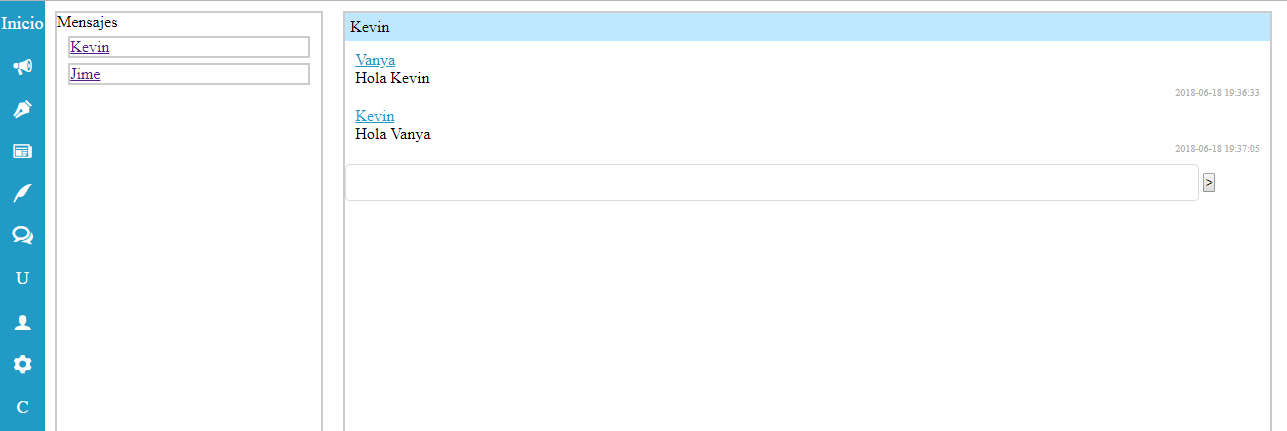 Inicio
U
C
Mensajes
Kevin
Jime
Kevin
Vanya
Hola Kevin
2018-06-18 19:36:33
Kevin
Hola Vanya
2018-06-18 19:37:05
>